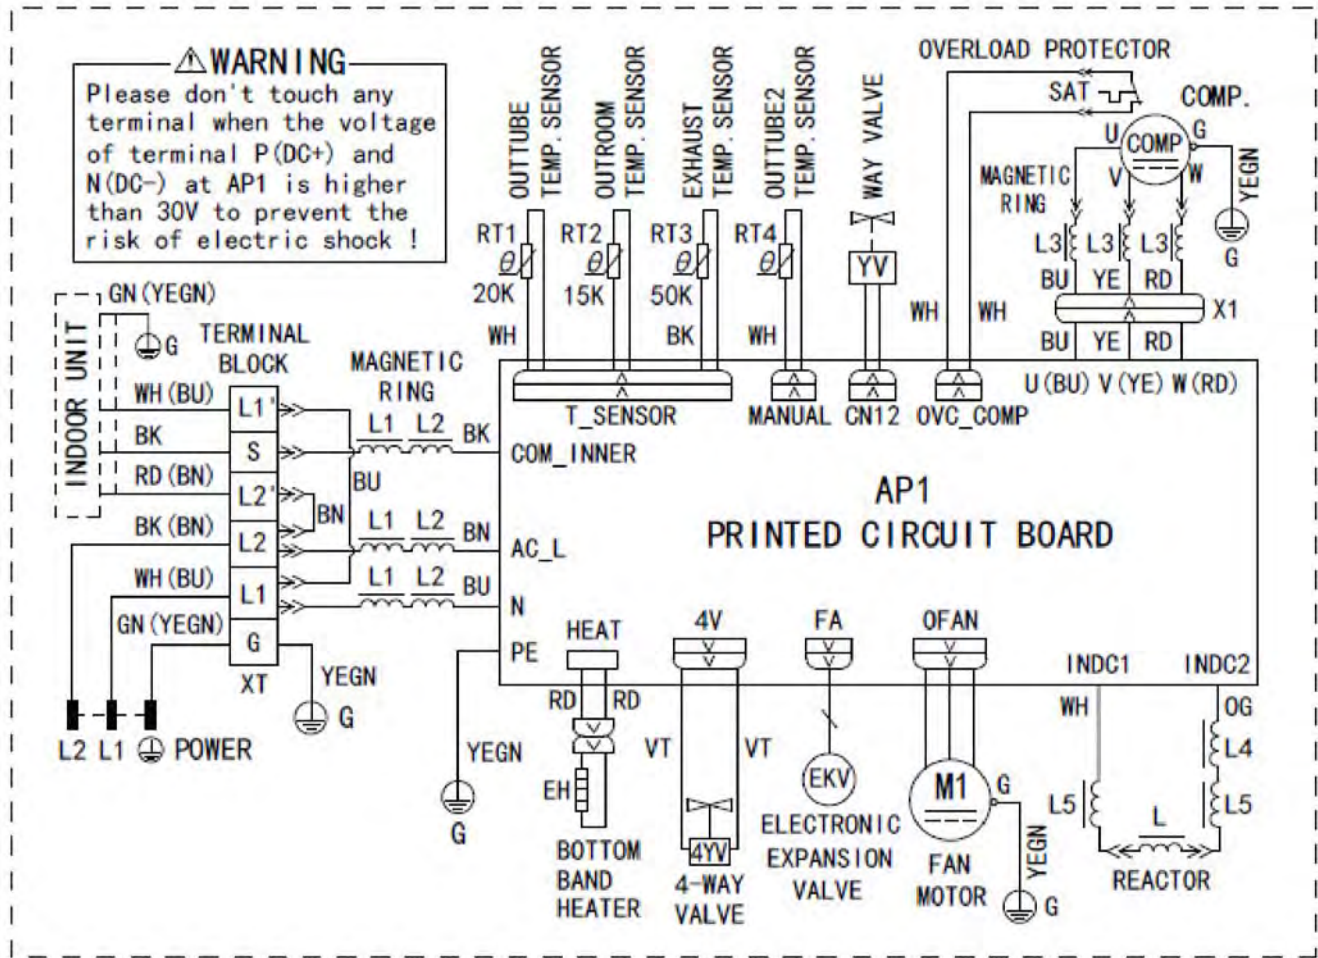 WARNING
Please don't touch any
terminal when the voltage
of terminal P(DC+) and
N(DC-) at AP1 is higher
than 30V to prevent the
risk of electric shock !
OUTTUBE
TEMP. SENSOR
OUTROOM
TEMP. SENSOR
EXHAUST
TEMP. SENSOR
OUTTUBE2
TEMP. SENSOR
WAY VALVE
OVERLOAD PROTECTOR
SAT
COMP.
U
G
COMP
V
W
YEGN
G
MAGNETIC
RING
L3
L3
L3
BU
YE
RD
X1
BU
YE
RD
RT1
θ
20K
WH
RT2
θ
15K
RT3
θ
50K
BK
RT4
θ
WH
YV
WH
WH
T_SENSOR
MANUAL
CN12
OVC_COMP
U(BU) V(YE) W(RD)
INDOOR UNIT
GN(YEGN)
G
TERMINAL
BLOCK
MAGNETIC
RING
WH(BU)
L1'
L1
L2
BK
COM_INNER
BK
S
BU
RD(BN)
L2'
BN
BK(BN)
L2
L1
L2
BN
AC_L
WH(BU)
L1
L1
L2
BU
N
GN(YEGN)
G
XT
YEGN
G
PE
YEGN
G
L2
L1
POWER
AP1
PRINTED CIRCUIT BOARD
HEAT
RD
RD
EH
BOTTOM
BAND
HEATER
4V
VT
VT
4YV
4-WAY
VALVE
FA
EKV
ELECTRONIC
EXPANSION
VALVE
OFAN
M1
G
YEGN
G
FAN
MOTOR
INDC1
INDC2
WH
OG
L4
L5
L
L5
REACTOR